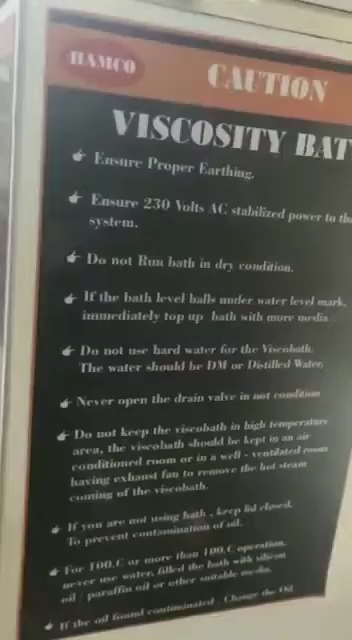 HAMCO
CAUTION
VISCOSITY BAT
Ensure Proper Earthing.
Ensure 230 Volts AC stabilized power to the
system.
Do not Run bath in dry condition.
If the bath level balls under water level mark,
immediately top up bath with more media.
Do not use hard water for the Viscobath.
The water should be DM or Distilled Water.
Never open the drain valve in not condition
Do not keep the viscobath in high temperature
area, the viscobath should be kept in an air
conditioned room or in a well - ventilated room
having exhaust fan to remove the hot steam
coming of the viscobath.
If you are not using bath , keep lid closed.
To prevent contamination of oil.
For 100.C or more than 100.C operation,
never use water, filled the bath with silicon
oil / paraffin oil or other suitable media.
If the oil found contiminated - Change the Oil